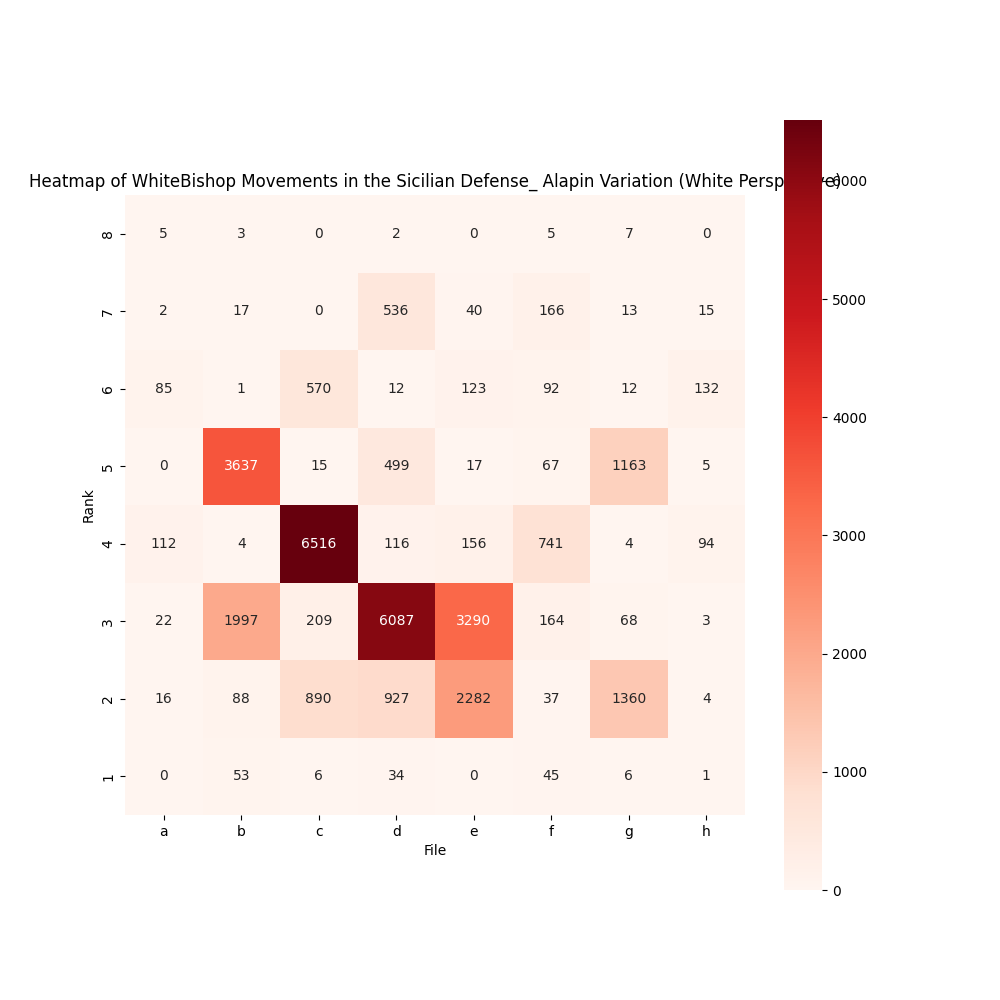 Heatmap of WhiteBishop Movements in the Sicilian Defense_ Alapin Variation (White Perspective)
8 5 3 0 2 0 5 7 0
7 2 17 0 536 40 166 13 15
6 85 1 570 12 123 92 12 132
5 0 3637 15 499 17 67 1163 5
4 112 4 6516 116 156 741 4 94
3 22 1997 209 6087 3290 164 68 3
2 16 88 890 927 2282 37 1360 4
1 0 53 6 34 0 45 6 1
a b c d e f g h
File
Rank
6000
5000
4000
3000
2000
1000
0